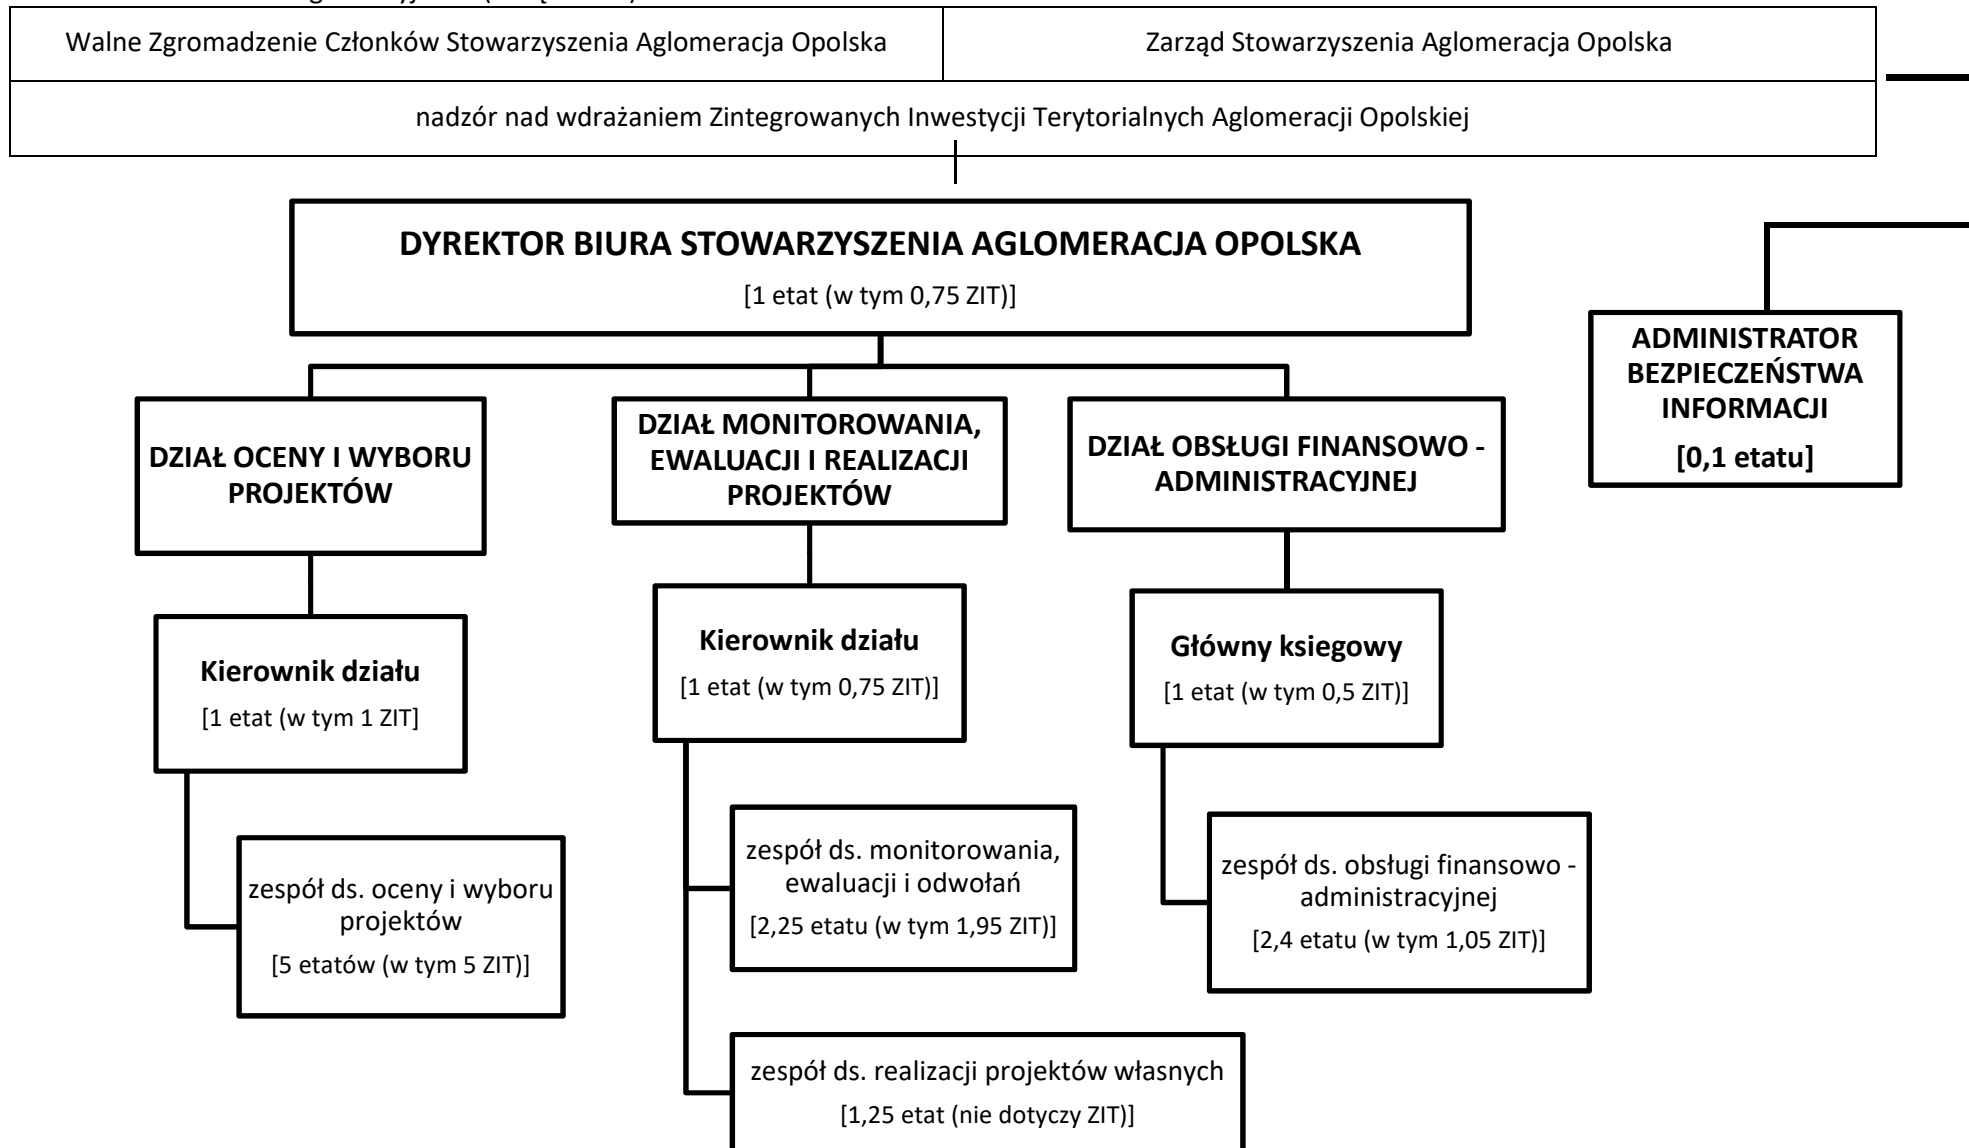 Walne Zgromadzenie Członków Stowarzyszenia Aglomeracja Opolska
Zarząd Stowarzyszenia Aglomeracja Opolska
nadzór nad wdrażaniem Zintegrowanych Inwestycji Terytorialnych Aglomeracji Opolskiej
DYREKTOR BIURA STOWARZYSZENIA AGLOMERACJA OPOLSKA
[1 etat (w tym 0,75 ZIT)]
ADMINISTRATOR
BEZPIECZEŃSTWA
INFORMACJI
[0,1 etatu]
DZIAŁ OCENY I WYBORU
PROJEKTÓW
DZIAŁ MONITOROWANIA,
EWALUACJI I REALIZACJI
PROJEKTÓW
DZIAŁ OBSŁUGI FINANSOWO -
ADMINISTRACYJNEJ
Kierownik działu
[1 etat (w tym 1 ZIT]
Kierownik działu
[1 etat (w tym 0,75 ZIT)]
Główny ksiegowy
[1 etat (w tym 0,5 ZIT)]
zespół ds. oceny i wyboru
projektów
[5 etatów (w tym 5 ZIT)]
zespół ds. monitorowania,
ewaluacji i odwołań
[2,25 etatu (w tym 1,95 ZIT)]
zespół ds. obsługi finansowo -
administracyjnej
[2,4 etatu (w tym 1,05 ZIT)]
zespół ds. realizacji projektów własnych
[1,25 etat (nie dotyczy ZIT)]